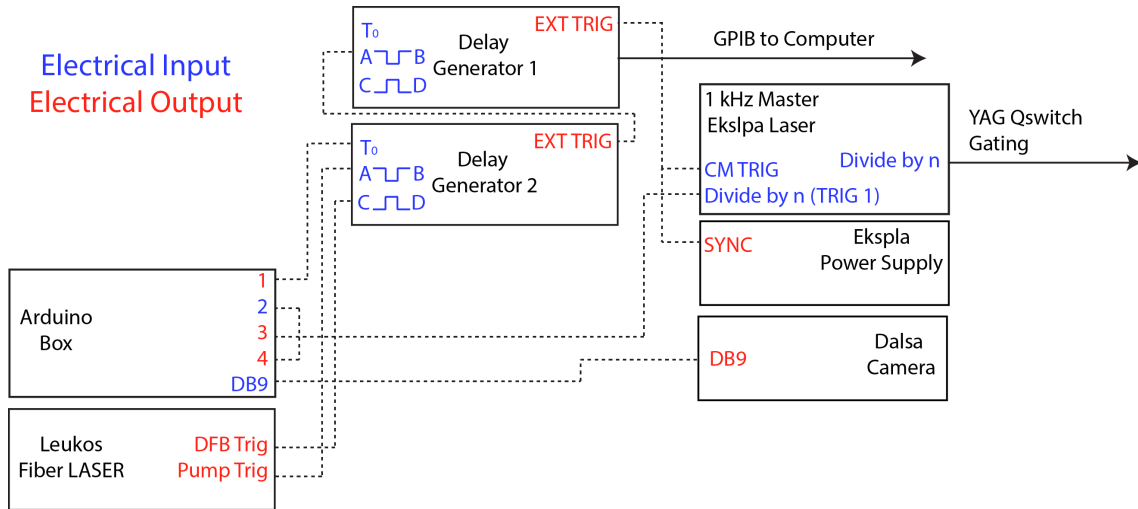 Electrical Input
Electrical Output
EXT TRIG
T0
Delay
Generator 1
A B
C D
GPIB to Computer
EXT TRIG
T0
Delay
Generator 2
A B
C D
1 kHz Master
Ekslpa Laser
Divide by n
CM TRIG
Divide by n (TRIG 1)
YAG Qswitch
Gating
SYNC
Ekspla
Power Supply
Arduino
Box
1
2
3
4
DB9
Dalsa
Camera
DB9
Leukos
Fiber LASER
DFB Trig
Pump Trig